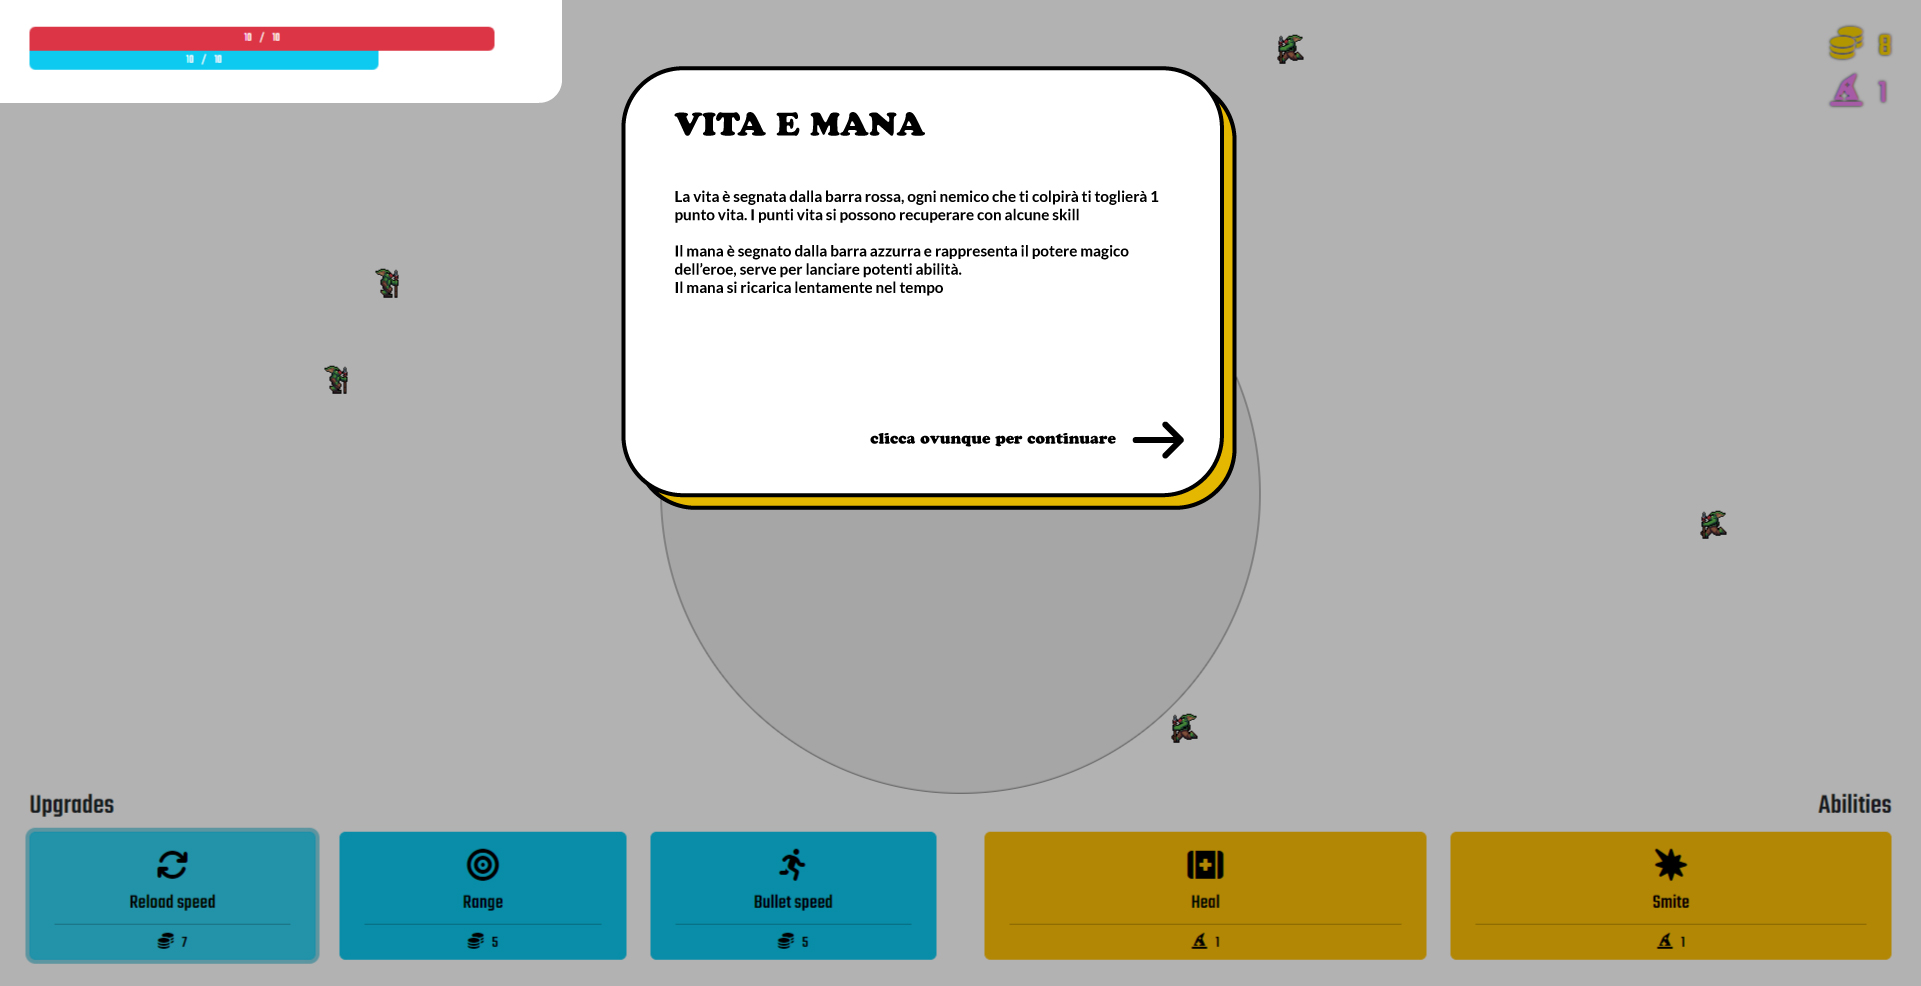 10 / 10
10 / 10
8
1
VITA E MANA
La vita è segnata dalla barra rossa, ogni nemico che ti colpirà ti toglierà 1
punto vita. I punti vita si possono recuperare con alcune skill
Il mana è segnato dalla barra azzurra e rappresenta il potere magico
dell'eroe, serve per lanciare potenti abilità.
Il mana si ricarica lentamente nel tempo
clicca ovunque per continuare
Upgrades
Abilities
Reload speed
7
Range
5
Bullet speed
5
Heal
1
Smite
1